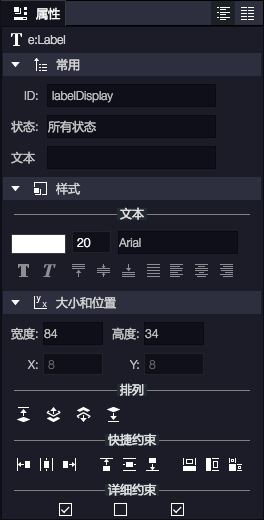 属性
T e:Label
常用
ID: labelDisplay
状态: 所有状态
文本
样式
文本
20 Arial
T T
大小和位置
宽度: 84 高度: 34
X: 8 Y: 8
排列
快捷约束
详细约束